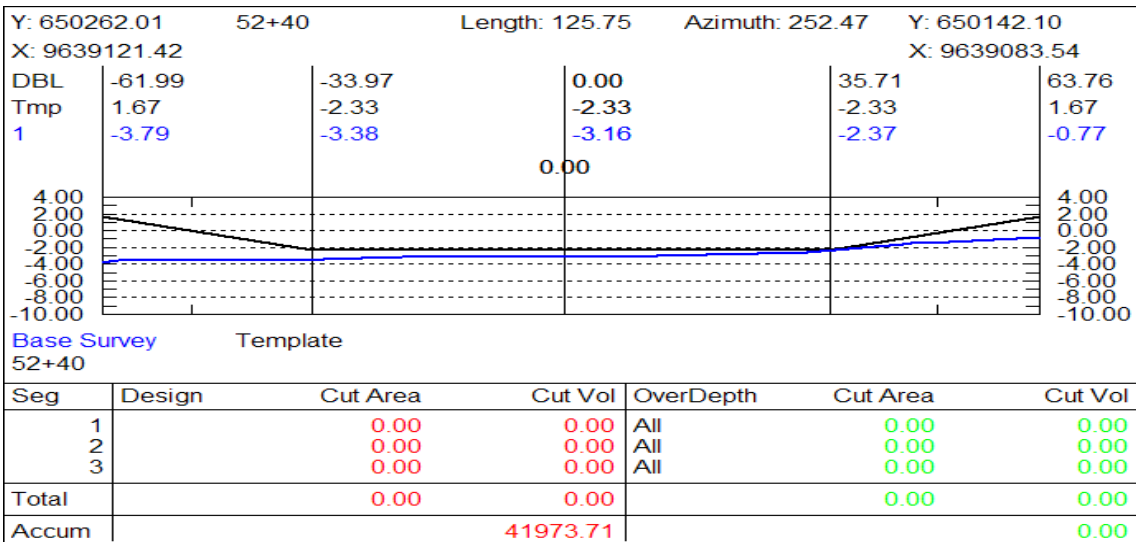 Y: 650262.01 52+40 Length: 125.75 Azimuth: 252.47 Y: 650142.10
X: 9639121.42 X: 9639083.54
DBL -61.99 -33.97 0.00 35.71 63.76
Tmp 1.67 -2.33 -2.33 -2.33 1.67
1 -3.79 -3.38 -3.16 -2.37 -0.77
0.00
4.00 4.00
2.00 2.00
0.00 0.00
-2.00 -2.00
-4.00 -4.00
-6.00 -6.00
-8.00 -8.00
-10.00 -10.00
Base Survey Template
52+40
Seg Design Cut Area Cut Vol OverDepth Cut Area Cut Vol
1 0.00 0.00 All 0.00 0.00
2 0.00 0.00 All 0.00 0.00
3 0.00 0.00 All 0.00 0.00
Total 0.00 0.00 0.00 0.00
Accum 41973.71 0.00